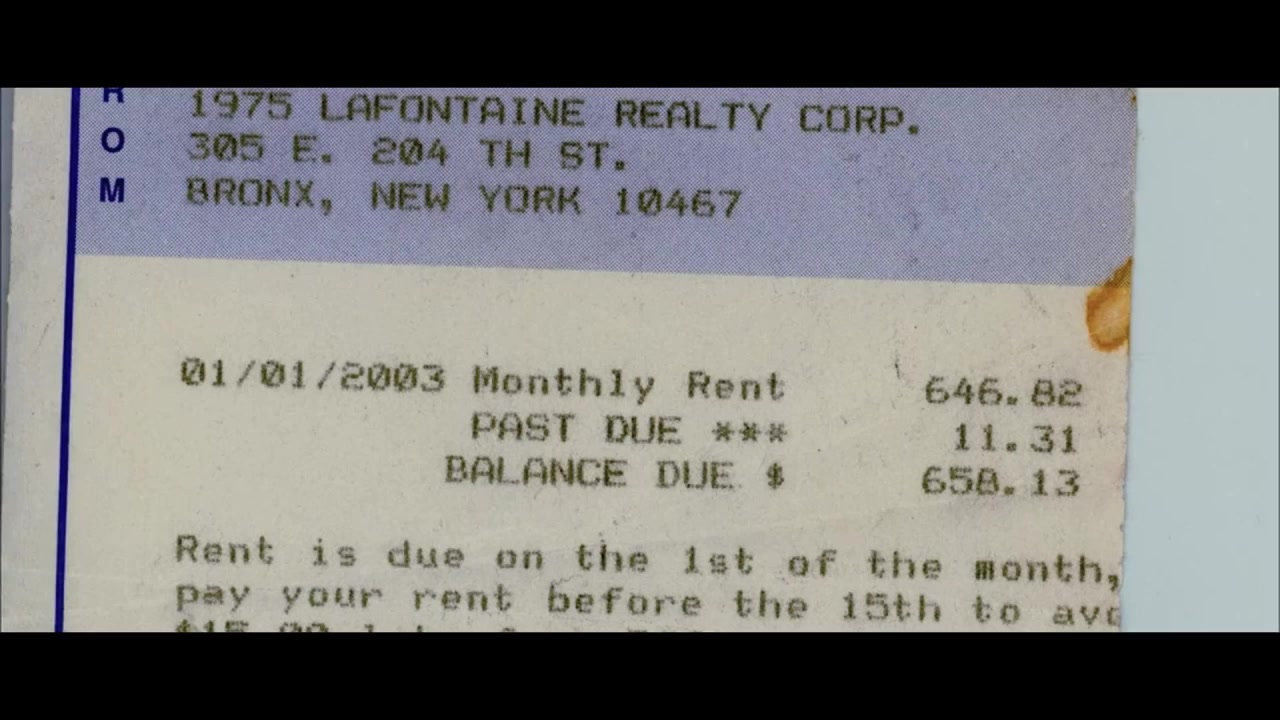 R
O
M
1975 LAFONTAINE REALTY CORP.
305 E. 204 TH ST.
BRONX, NEW YORK 10467
01/01/2003 Monthly Rent 646.82
PAST DUE *** 11.31
BALANCE DUE $ 658.13
Rent is due on the 1st of the month,
pay your rent before the 15th to avo